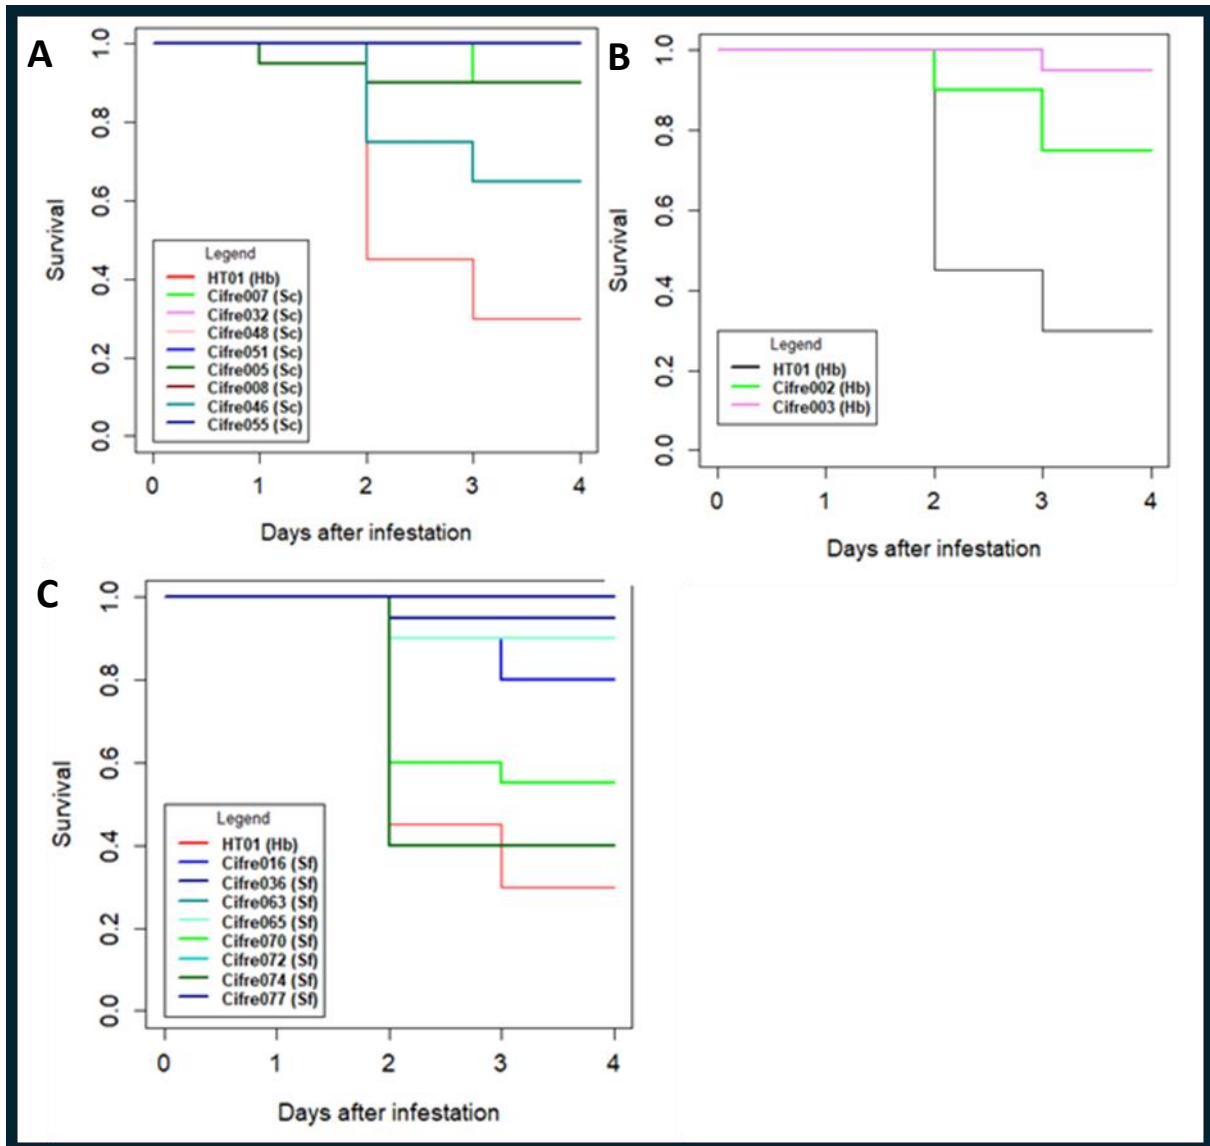 A
1.0
0.8
0.6
0.4
0.2
0.0
Survival
Legend
HT01 (Hb)
Cifre007 (Sc)
Cifre032 (Sc)
Cifre048 (Sc)
Cifre051 (Sc)
Cifre005 (Sc)
Cifre008 (Sc)
Cifre046 (Sc)
Cifre055 (Sc)
0 1 2 3 4
Days after infestation
B
1.0
0.8
0.6
0.4
0.2
0.0
Survival
Legend
HT01 (Hb)
Cifre002 (Hb)
Cifre003 (Hb)
0 1 2 3 4
Days after infestation
C
1.0
0.8
0.6
0.4
0.2
0.0
Survival
Legend
HT01 (Hb)
Cifre016 (Sf)
Cifre036 (Sf)
Cifre063 (Sf)
Cifre065 (Sf)
Cifre070 (Sf)
Cifre072 (Sf)
Cifre074 (Sf)
Cifre077 (Sf)
0 1 2 3 4
Days after infestation